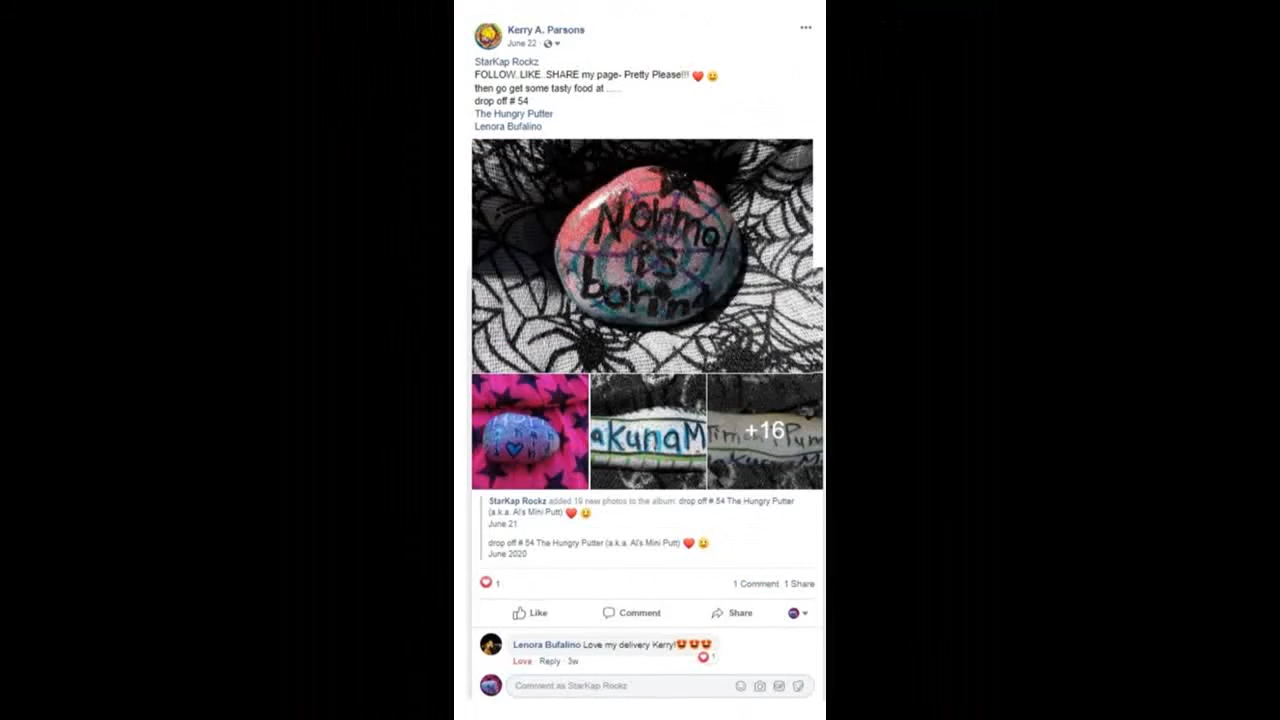 Kerry A. Parsons
June 22
StarKap Rockz
FOLLOW..LIKE..SHARE my page- Pretty Please!!! ❤️ 😀
then go get some tasty food at ......
drop off # 54
The Hungry Putter
Lenora Bufalino
Normal
is
boring
akunaM
Timon Pum
+16
akuna M
StarKap Rockz added 19 new photos to the album: drop off # 54 The Hungry Putter
(a.k.a. Al's Mini Putt) ❤️ 😀
June 21
drop off # 54 The Hungry Putter (a.k.a. Al's Mini Putt) ❤️ 😀
June 2020
1
1 Comment 1 Share
Like Comment Share
Lenora Bufalino Love my delivery Kerry!🤩🤩🤩
1
Love Reply · 3w
Comment as StarKap Rockz